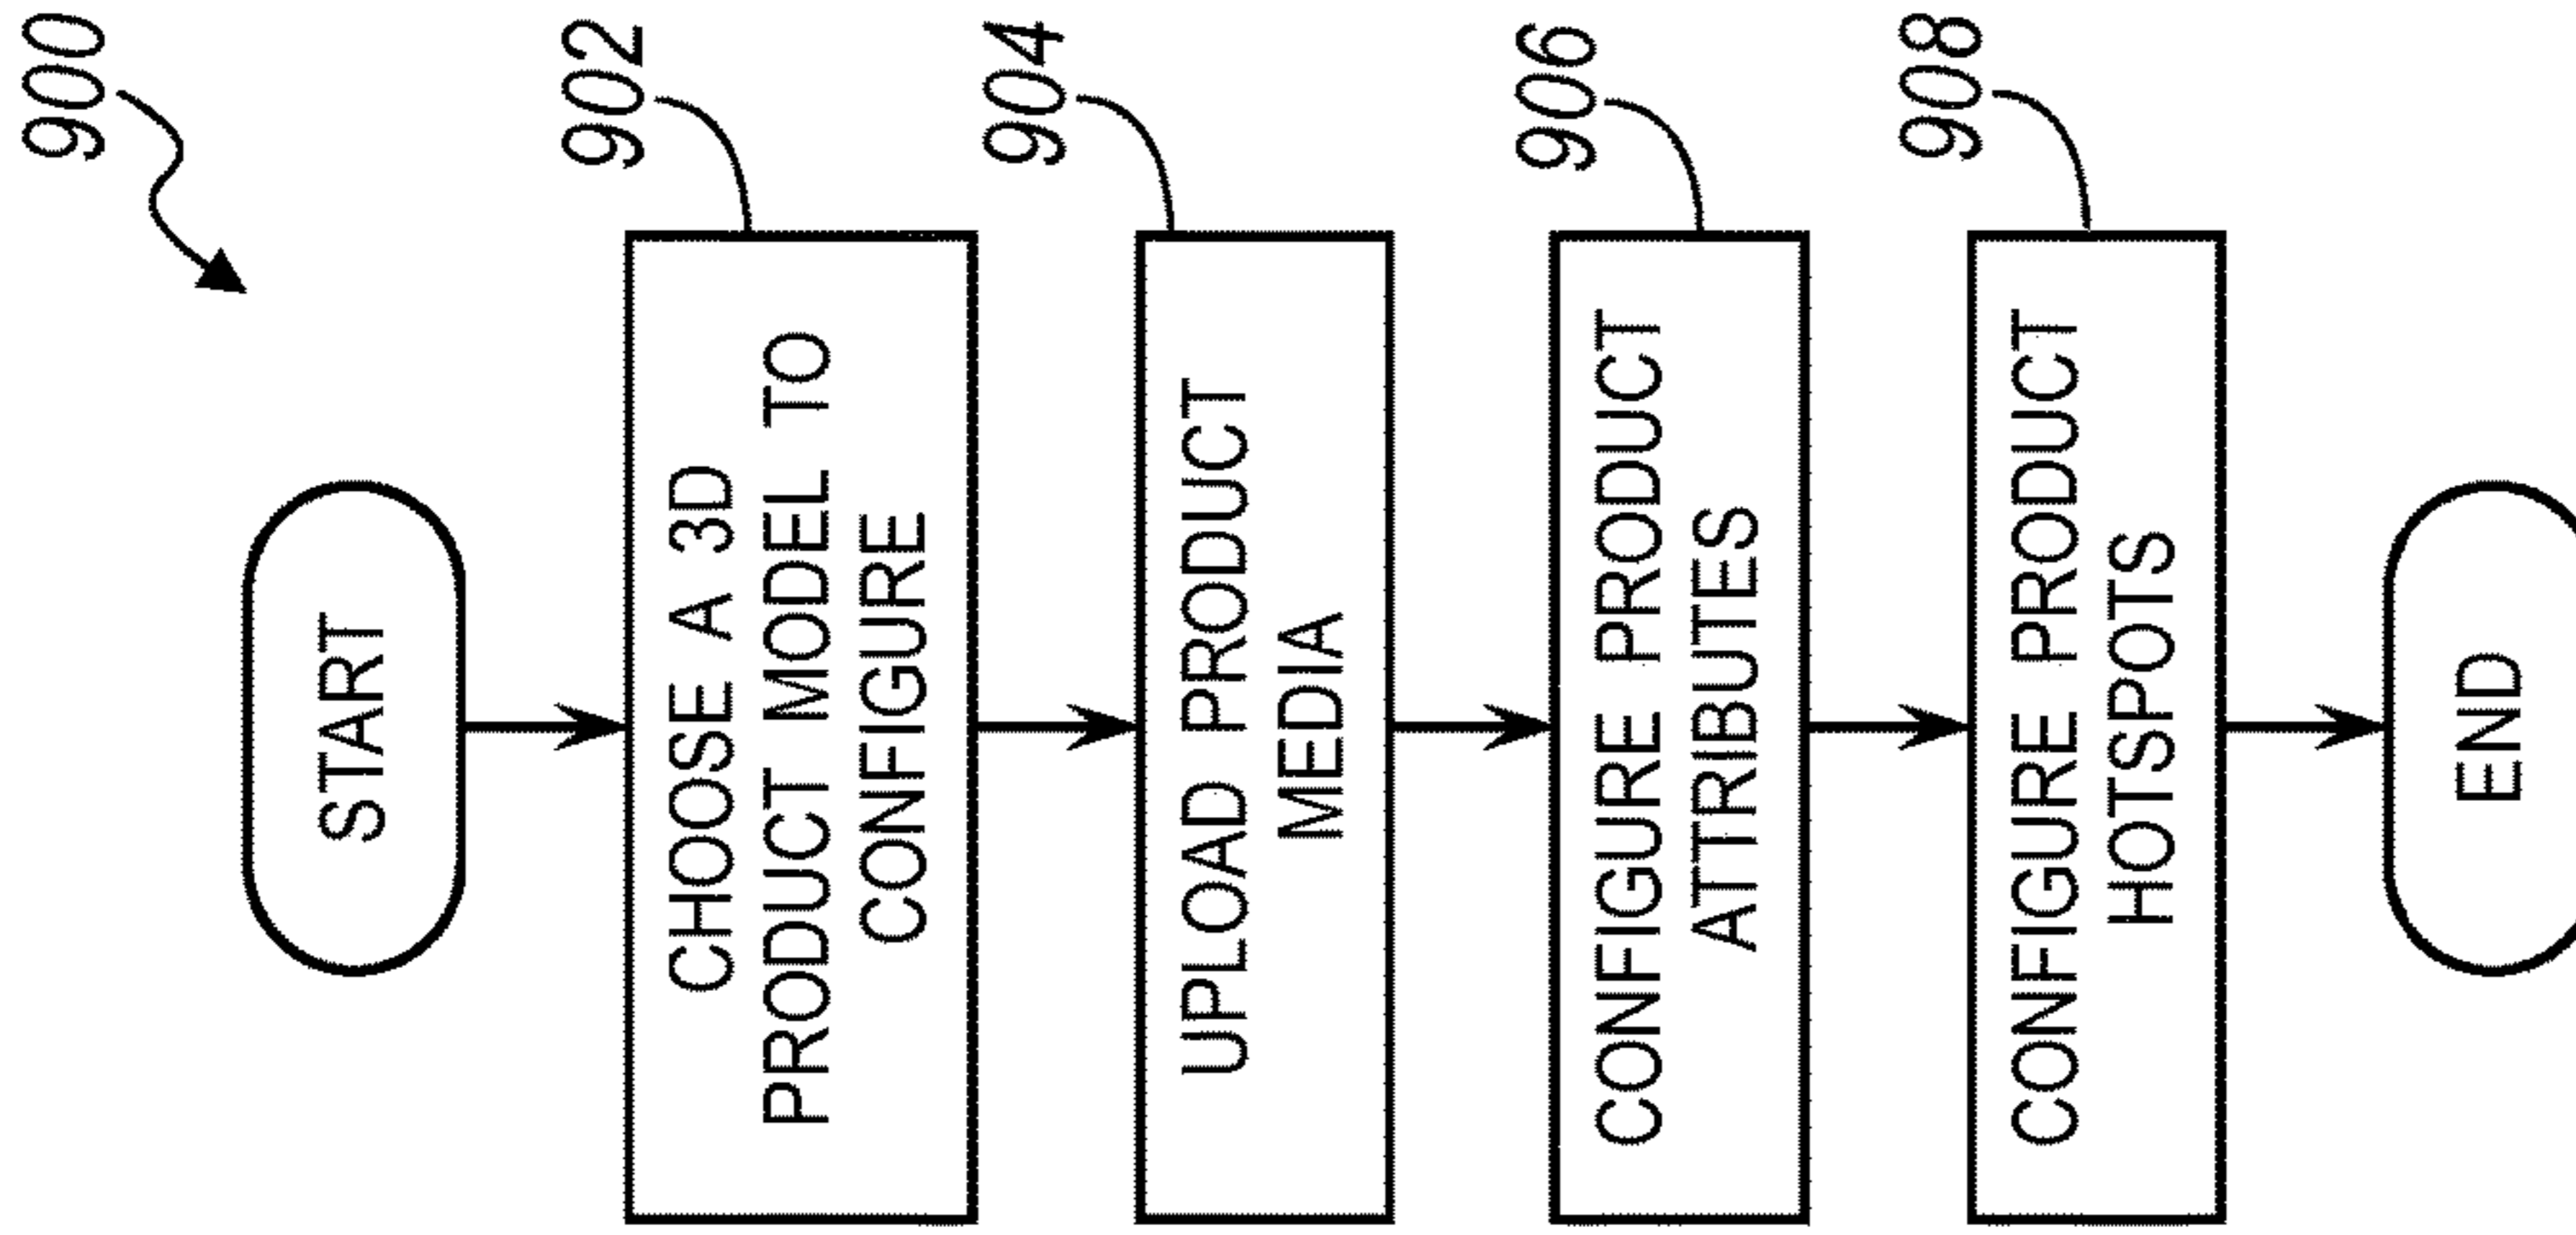 900
START
902
CHOOSE A 3D
PRODUCT MODEL TO
CONFIGURE
904
UPLOAD PRODUCT
MEDIA
906
CONFIGURE PRODUCT
ATTRIBUTES
908
CONFIGURE PRODUCT
HOTSPOTS
END